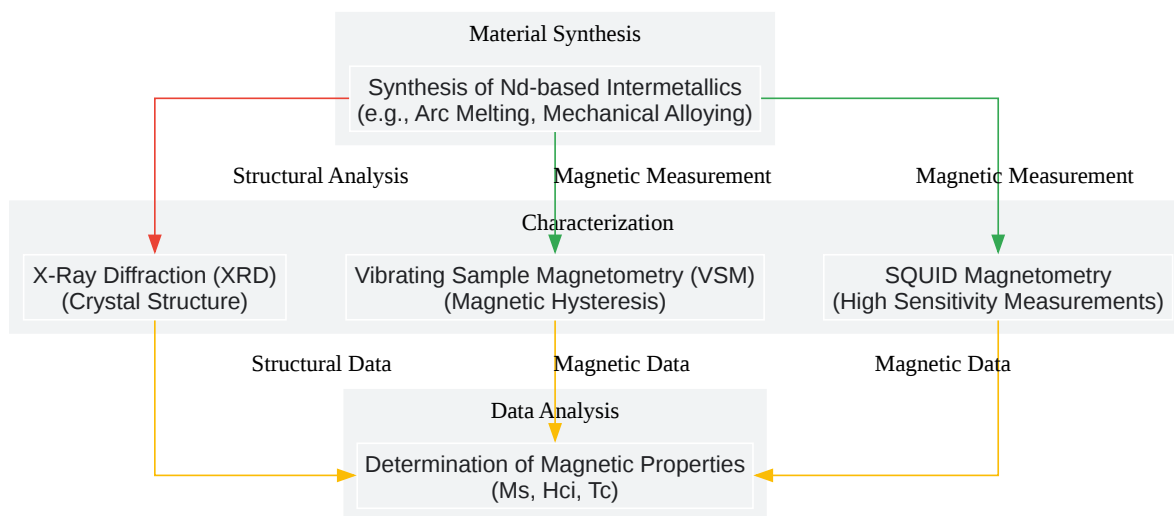 Material Synthesis
Synthesis of Nd-based Intermetallics
(e.g., Arc Melting, Mechanical Alloying)
Structural Analysis
Magnetic Measurement
Magnetic Measurement
Characterization
X-Ray Diffraction (XRD)
(Crystal Structure)
Vibrating Sample Magnetometry (VSM)
(Magnetic Hysteresis)
SQUID Magnetometry
(High Sensitivity Measurements)
Structural Data
Magnetic Data
Magnetic Data
Data Analysis
Determination of Magnetic Properties
(Ms, Hci, Tc)